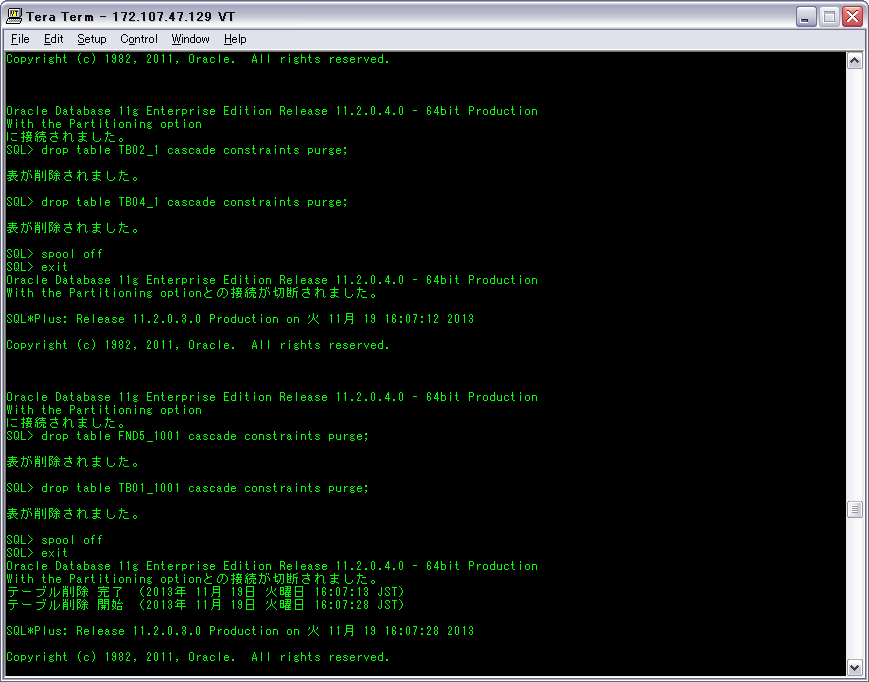 Tera Term - 172.107.47.129 VT
File Edit Setup Control Window Help
Copyright (c) 1982, 2011, Oracle.  All rights reserved.
Oracle Database 11g Enterprise Edition Release 11.2.0.4.0 - 64bit Production
With the Partitioning option
に接続されました。
SQL> drop table TB02_1 cascade constraints purge;
表が削除されました。
SQL> drop table TB04_1 cascade constraints purge;
表が削除されました。
SQL> spool off
SQL> exit
Oracle Database 11g Enterprise Edition Release 11.2.0.4.0 - 64bit Production
With the Partitioning optionとの接続が切断されました。
SQL*Plus: Release 11.2.0.3.0 Production on 火 11月 19 16:07:12 2013
Copyright (c) 1982, 2011, Oracle.  All rights reserved.
Oracle Database 11g Enterprise Edition Release 11.2.0.4.0 - 64bit Production
With the Partitioning option
に接続されました。
SQL> drop table FND5_1001 cascade constraints purge;
表が削除されました。
SQL> drop table TB01_1001 cascade constraints purge;
表が削除されました。
SQL> spool off
SQL> exit
Oracle Database 11g Enterprise Edition Release 11.2.0.4.0 - 64bit Production
With the Partitioning optionとの接続が切断されました。
テーブル削除 完了 （2013年 11月 19日 火曜日 16:07:13 JST）
テーブル削除 開始 （2013年 11月 19日 火曜日 16:07:28 JST）
SQL*Plus: Release 11.2.0.3.0 Production on 火 11月 19 16:07:28 2013
Copyright (c) 1982, 2011, Oracle.  All rights reserved.